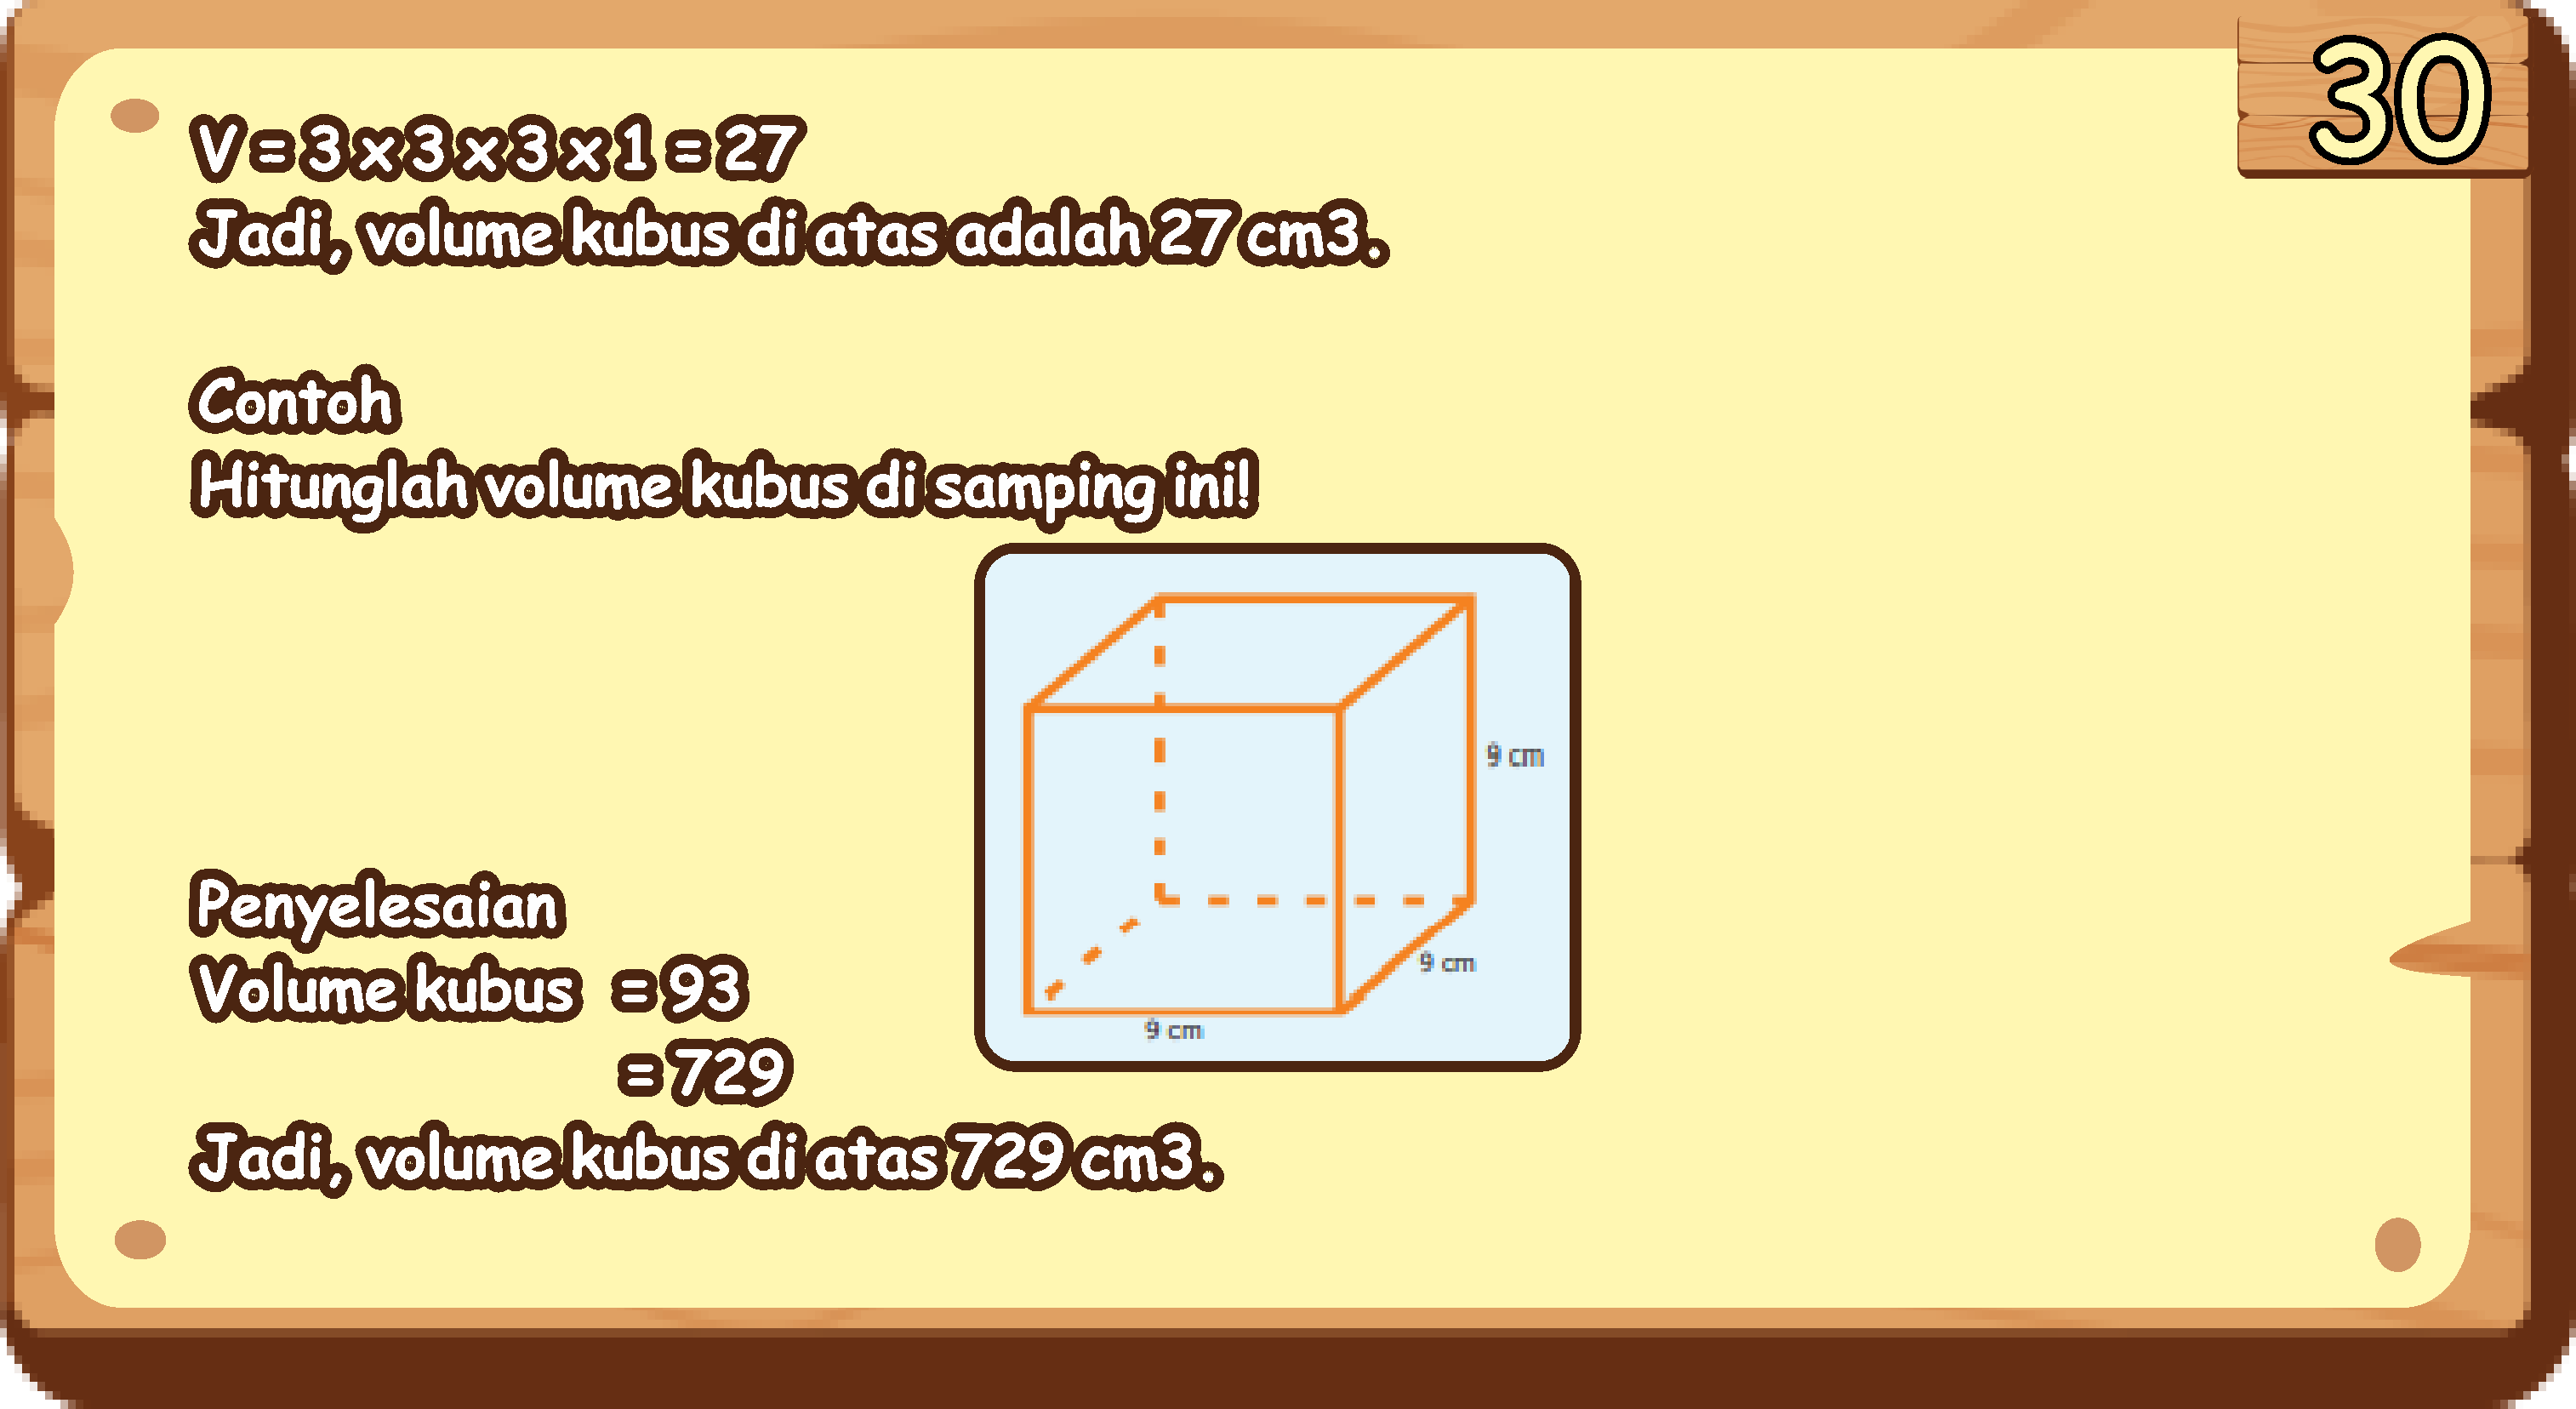 30
V = 3 x 3 x 3 x 1 = 27
Jadi, volume kubus di atas adalah 27 cm3.
Contoh
Hitunglah volume kubus di samping ini!
9 cm
9 cm
9 cm
Penyelesaian
Volume kubus = 93
= 729
Jadi, volume kubus di atas 729 cm3.